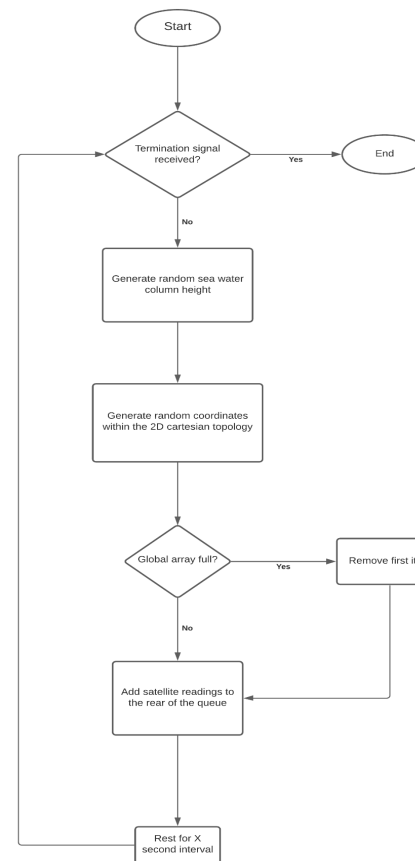 Start
Termination signal
received?
Yes
End
No
Generate random sea water
column height
Generate random coordinates
within the 2D cartesian topology
Global array full?
Yes
Remove first
No
Add satellite readings to
the rear of the queue
Rest for X
second interval